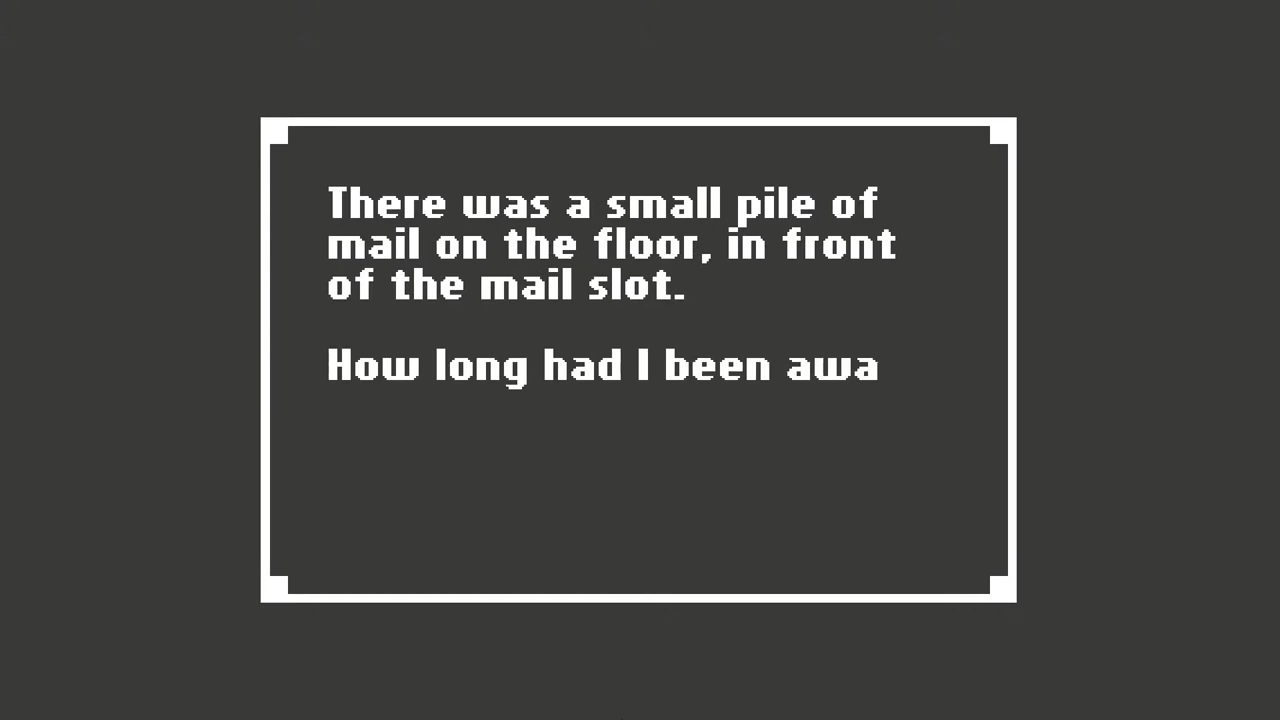 There was a small pile of
mail on the floor, in front
of the mail slot.
How long had I been awa